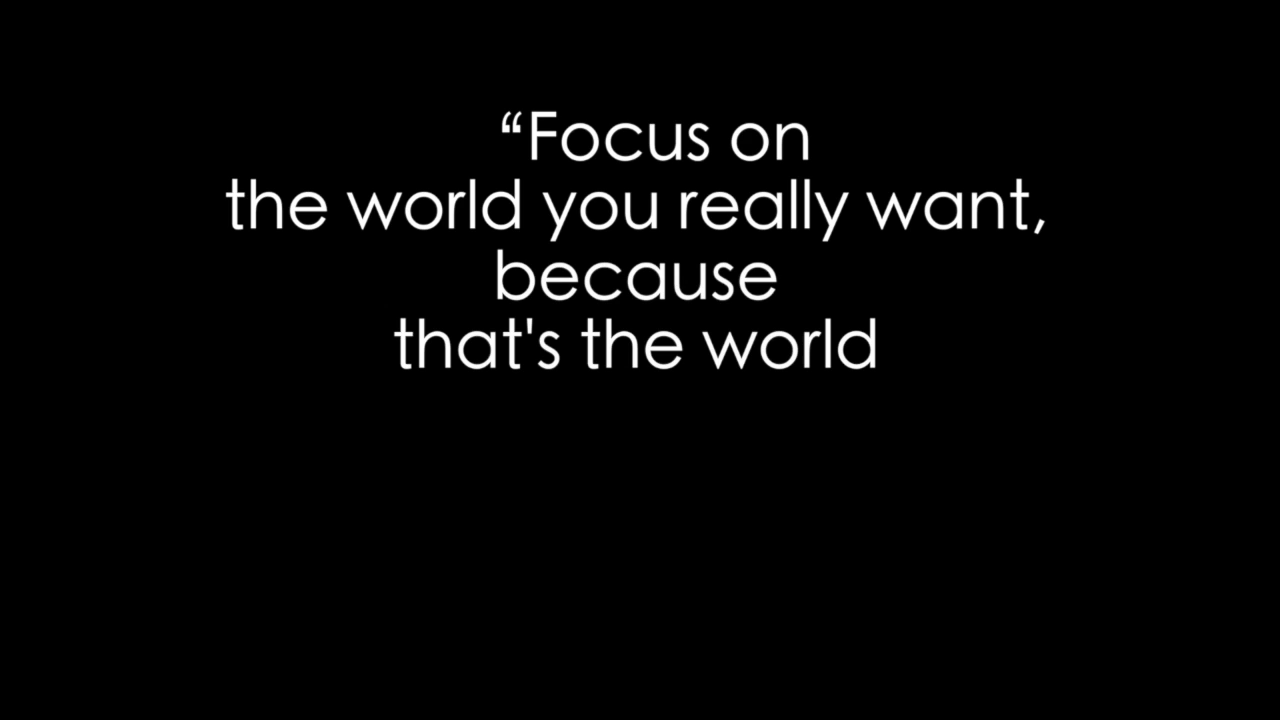 “Focus on
the world you really want,
because
that's the world